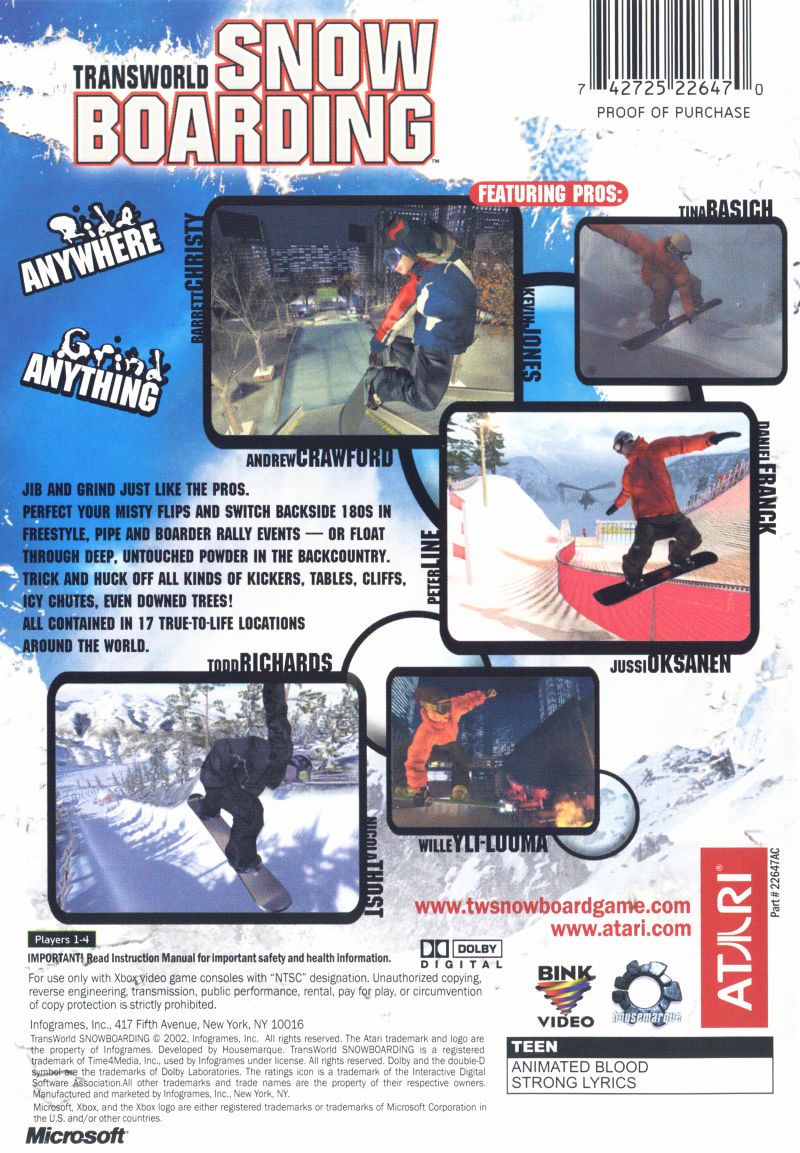 TRANSWORLD SNOW
BOARDING™
7 42725 22647 0
PROOF OF PURCHASE
FEATURING PROS:
Ride
ANYWHERE
Grind
ANYTHING
BARRETT CHRISTY
TINA BASICH
KEVIN JONES
ANDREW CRAWFORD
DANIEL FRANCK
PETER LINE
JIB AND GRIND JUST LIKE THE PROS.
PERFECT YOUR MISTY FLIPS AND SWITCH BACKSIDE 180S IN
FREESTYLE, PIPE AND BOARDER RALLY EVENTS — OR FLOAT
THROUGH DEEP, UNTOUCHED POWDER IN THE BACKCOUNTRY.
TRICK AND HUCK OFF ALL KINDS OF KICKERS, TABLES, CLIFFS,
ICY CHUTES, EVEN DOWNED TREES!
ALL CONTAINED IN 17 TRUE-TO-LIFE LOCATIONS
AROUND THE WORLD.
TODD RICHARDS
JUSSI OKSANEN
NICOLA THOST
WILLE YLI-LUOMA
www.twsnowboardgame.com
www.atari.com
ATARI®
Part # 22647AC
Players 1-4
IMPORTANT! Read Instruction Manual for important safety and health information.
For use only with Xbox video game consoles with “NTSC” designation. Unauthorized copying,
reverse engineering, transmission, public performance, rental, pay for play, or circumvention
of copy protection is strictly prohibited.
DOLBY
DIGITAL
BINK
VIDEO
housemarque
Infogrames, Inc., 417 Fifth Avenue, New York, NY 10016
TransWorld SNOWBOARDING © 2002, Infogrames, Inc. All rights reserved. The Atari trademark and logo are
the property of Infogrames. Developed by Housemarque. TransWorld SNOWBOARDING is a registered
trademark of Time4Media, Inc., used by Infogrames under license. All rights reserved. Dolby and the double-D
symbol are the trademarks of Dolby Laboratories. The ratings icon is a trademark of the Interactive Digital
Software Association.All other trademarks and trade names are the property of their respective owners.
Manufactured and marketed by Infogrames, Inc., New York, NY.
Microsoft, Xbox, and the Xbox logo are either registered trademarks or trademarks of Microsoft Corporation in
the U.S. and/or other countries.
TEEN
ANIMATED BLOOD
STRONG LYRICS
Microsoft®